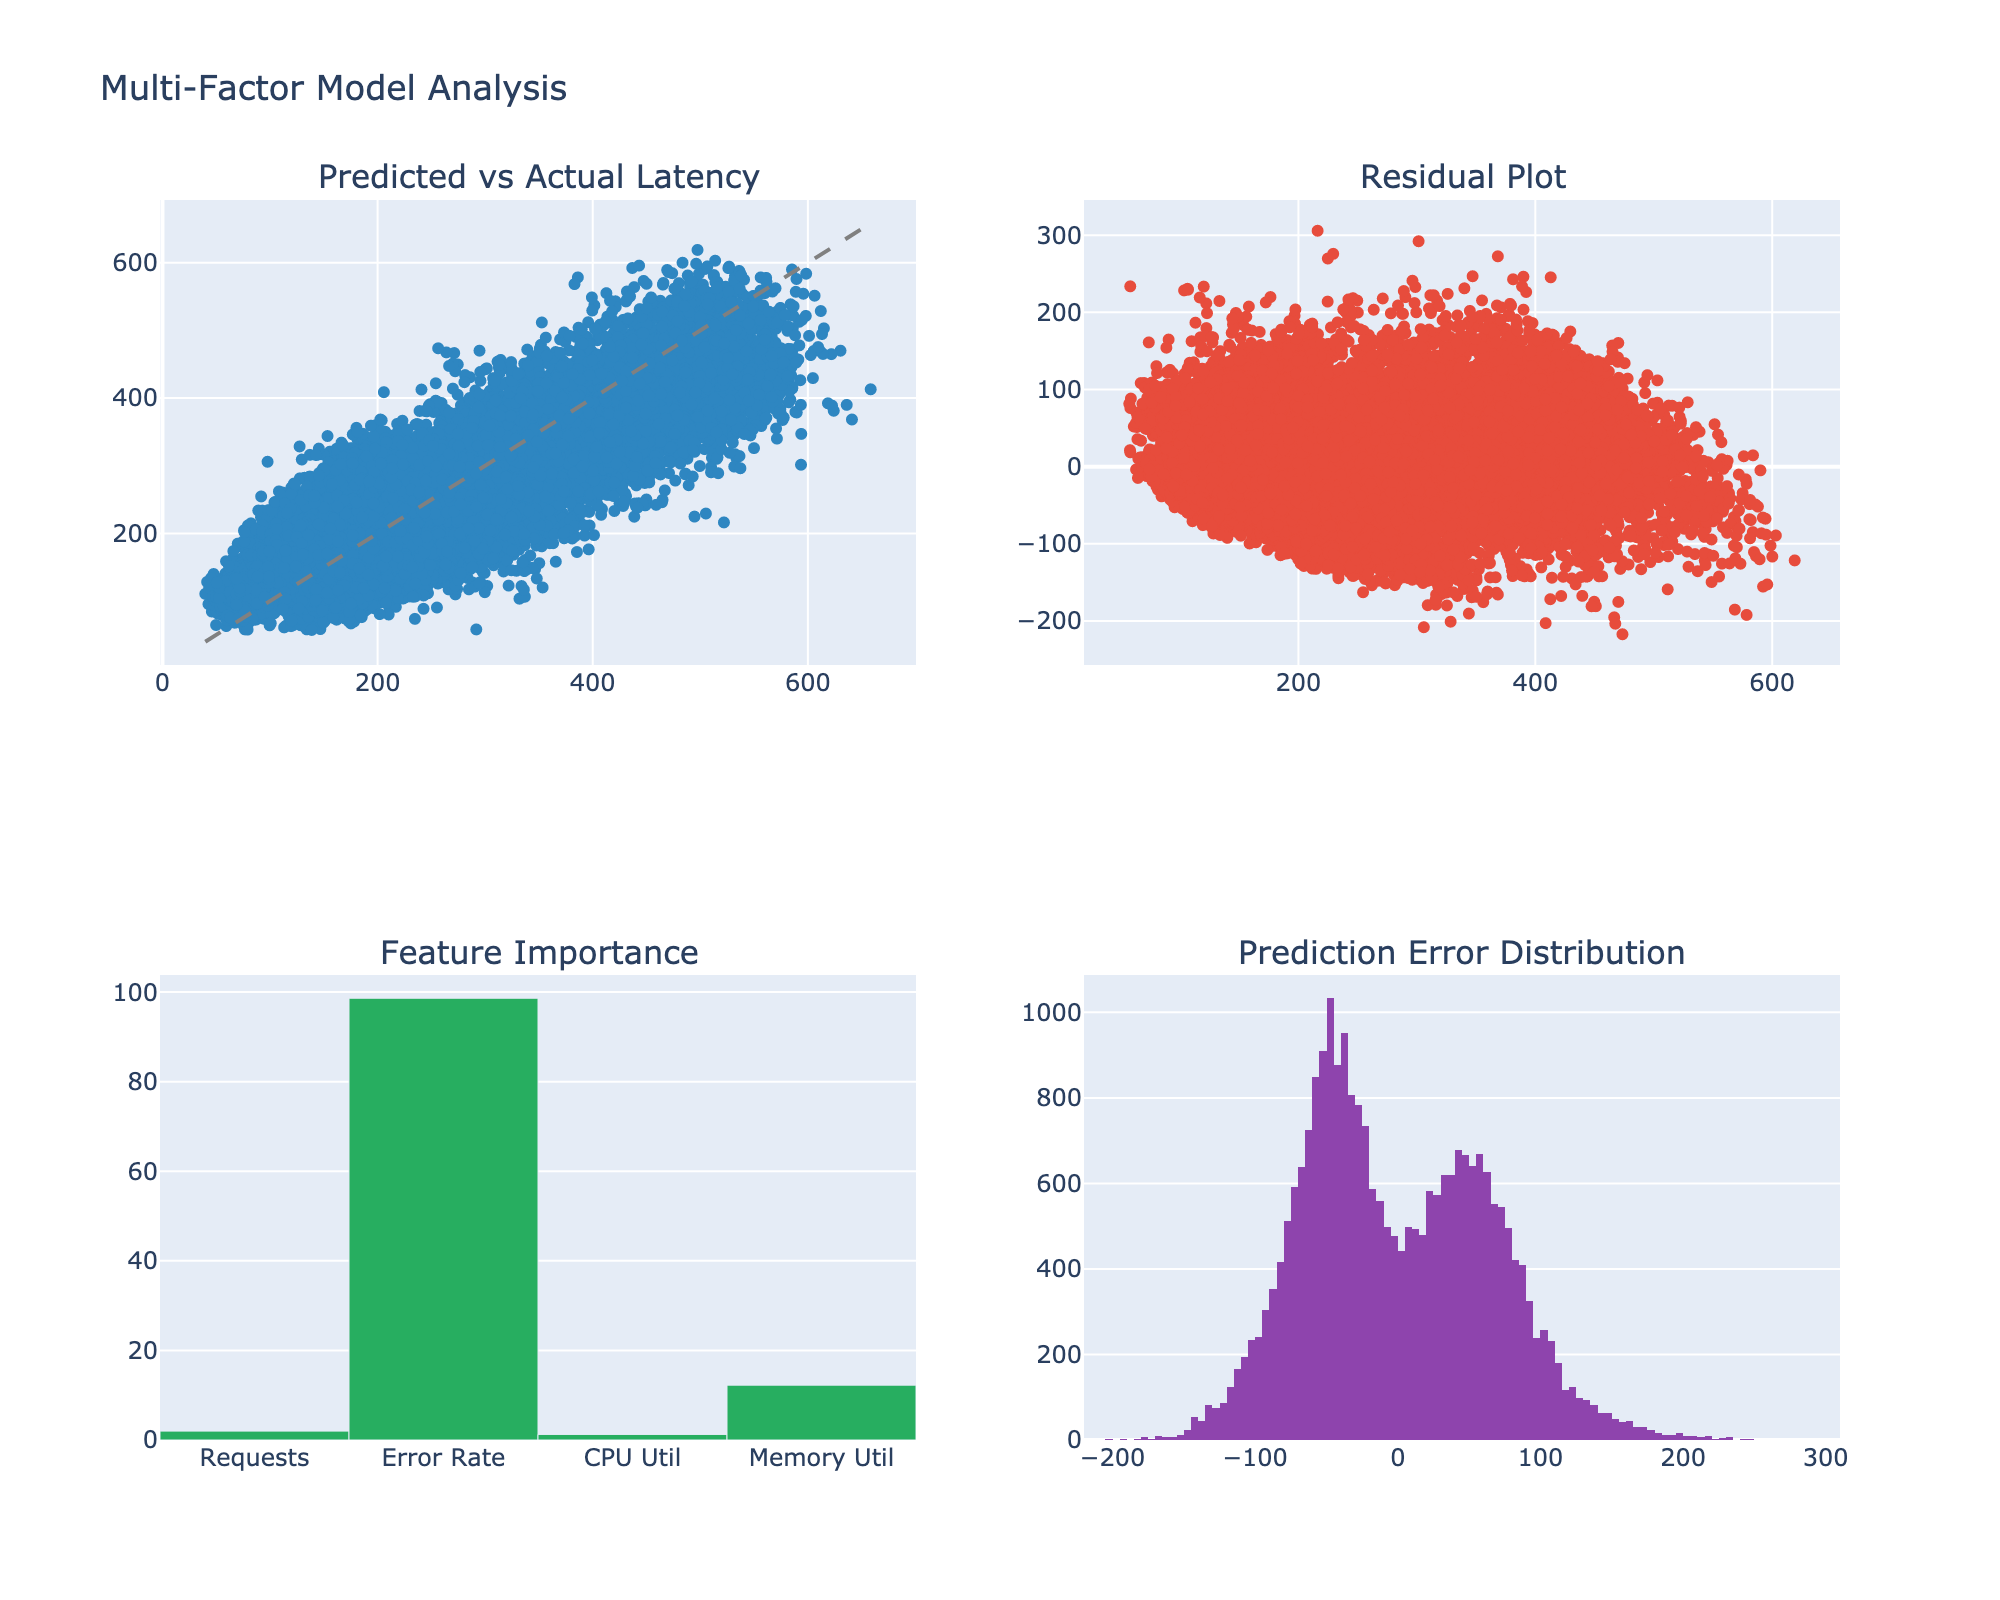 Multi-Factor Model Analysis
Predicted vs Actual Latency
600
400
200
0 200 400 600
Residual Plot
300
200
100
0
−100
−200
200 400 600
Feature Importance
100
80
60
40
20
0
Requests Error Rate CPU Util Memory Util
Prediction Error Distribution
1000
800
600
400
200
0
−200 −100 0 100 200 300